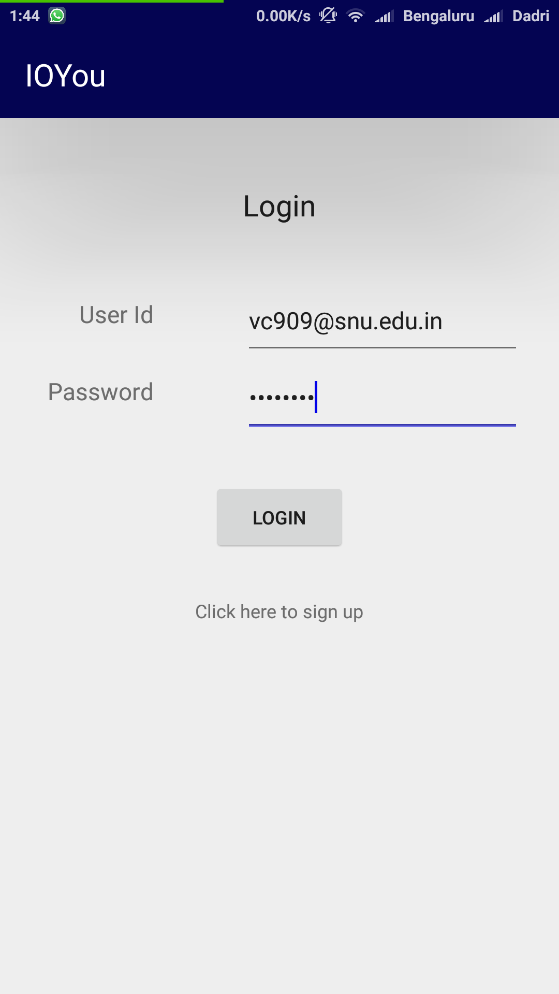 1:44 0.00K/s Bengaluru Dadri
IOYou
Login
User Id vc909@snu.edu.in
Password ••••••••
LOGIN
Click here to sign up